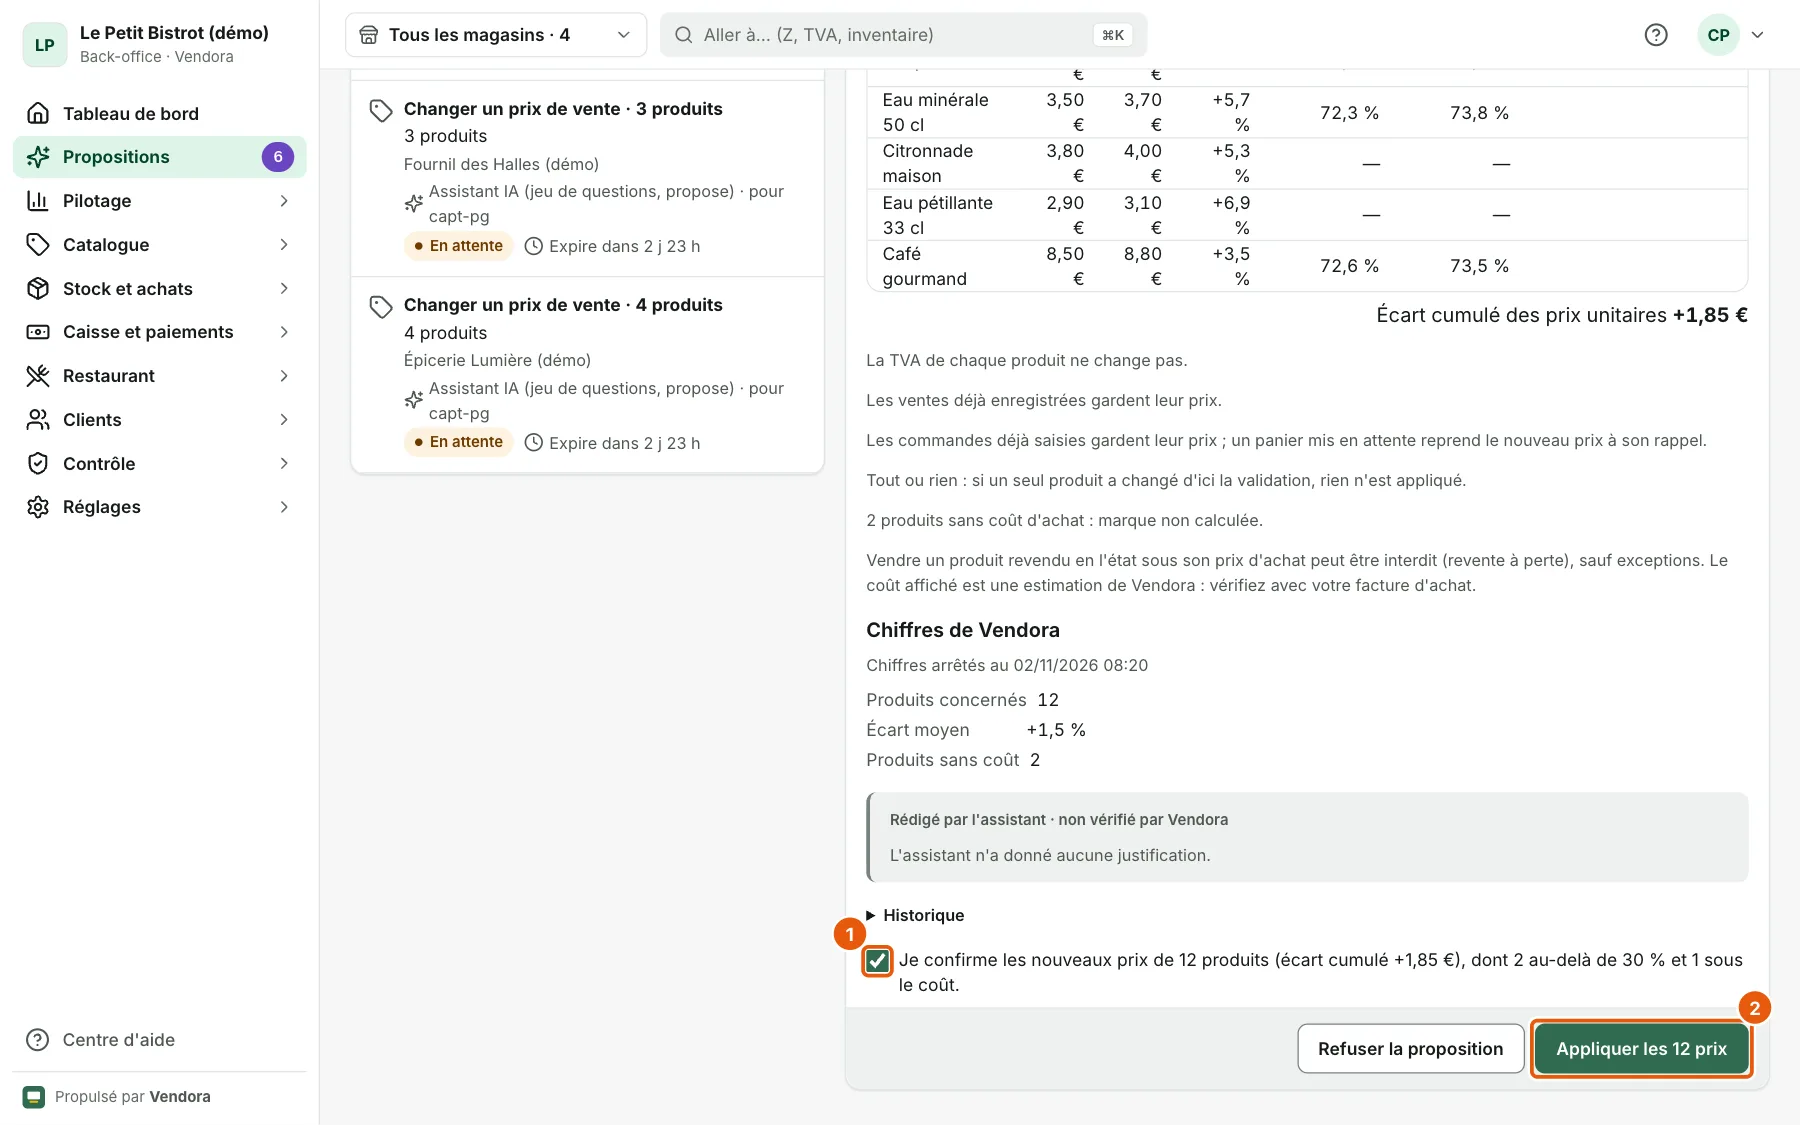 LP
Le Petit Bistrot (démo)
Back-office · Vendora
Tous les magasins · 4
Aller à... (Z, TVA, inventaire)
⌘K
CP
Tableau de bord
Propositions 6
Pilotage
Catalogue
Stock et achats
Caisse et paiements
Restaurant
Clients
Contrôle
Réglages
Centre d'aide
Propulsé par Vendora
Changer un prix de vente · 3 produits
3 produits
Fournil des Halles (démo)
Assistant IA (jeu de questions, propose) · pour
capt-pg
En attente
Expire dans 2 j 23 h
Changer un prix de vente · 4 produits
4 produits
Épicerie Lumière (démo)
Assistant IA (jeu de questions, propose) · pour
capt-pg
En attente
Expire dans 2 j 23 h
€ €
Eau minérale 3,50 3,70 +5,7
50 cl € € % 72,3 % 73,8 %
Citronnade 3,80 4,00 +5,3
maison € € % — —
Eau pétillante 2,90 3,10 +6,9
33 cl € € % — —
Café 8,50 8,80 +3,5
gourmand € € % 72,6 % 73,5 %
Écart cumulé des prix unitaires +1,85 €
La TVA de chaque produit ne change pas.
Les ventes déjà enregistrées gardent leur prix.
Les commandes déjà saisies gardent leur prix ; un panier mis en attente reprend le nouveau prix à son rappel.
Tout ou rien : si un seul produit a changé d'ici la validation, rien n'est appliqué.
2 produits sans coût d'achat : marque non calculée.
Vendre un produit revendu en l'état sous son prix d'achat peut être interdit (revente à perte), sauf exceptions. Le
coût affiché est une estimation de Vendora : vérifiez avec votre facture d'achat.
Chiffres de Vendora
Chiffres arrêtés au 02/11/2026 08:20
Produits concernés 12
Écart moyen +1,5 %
Produits sans coût 2
Rédigé par l'assistant · non vérifié par Vendora
L'assistant n'a donné aucune justification.
Historique
1
Je confirme les nouveaux prix de 12 produits (écart cumulé +1,85 €), dont 2 au-delà de 30 % et 1 sous
le coût.
2
Refuser la proposition
Appliquer les 12 prix